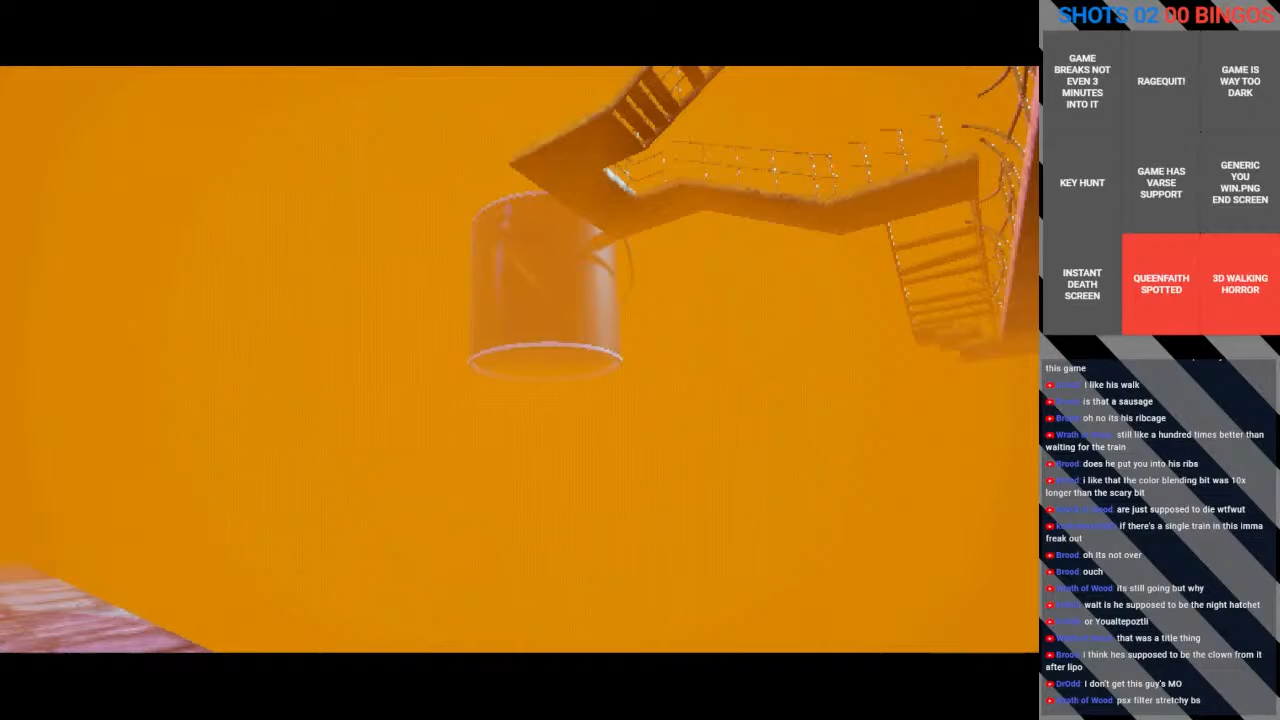 SHOTS 02 00 BINGOS
GAME
BREAKS NOT
EVEN 3
MINUTES
INTO IT
RAGEQUIT!
GAME IS
WAY TOO
DARK
KEY HUNT
GAME HAS
VARSE
SUPPORT
GENERIC
YOU
WIN.PNG
END SCREEN
INSTANT
DEATH
SCREEN
QUEENFAITH
SPOTTED
3D WALKING
HORROR
this game
i like his walk
is that a sausage
Brood: oh no its his ribcage
still like a hundred times better than
waiting for the train
Brood: does he put you into his ribs
i like that the color blending bit was 10x
longer than the scary bit
are just supposed to die wtfwut
if there's a single train in this imma
freak out
Brood: oh Its not over
Brood: ouch
Wrath of Wood: its still going but why
wait is he supposed to be the night hatchet
or Youaltepoztli
that was a title thing
Brood: i think hes supposed to be the clown from it
after lipo
DrOdd: I don't get this guy's MO
Wrath of Wood: psx filter stretchy bs